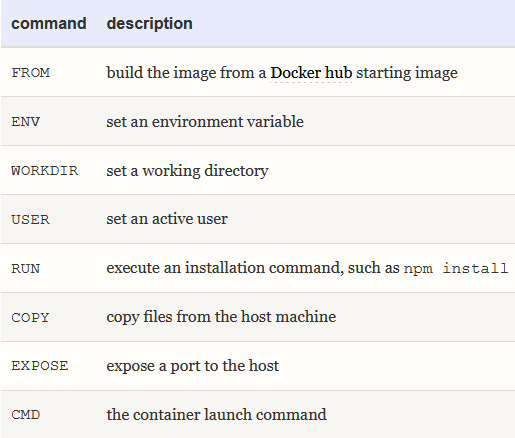 command description
FROM build the image from a Docker hub starting image
ENV set an environment variable
WORKDIR set a working directory
USER set an active user
RUN execute an installation command, such as npm install
COPY copy files from the host machine
EXPOSE expose a port to the host
CMD the container launch command